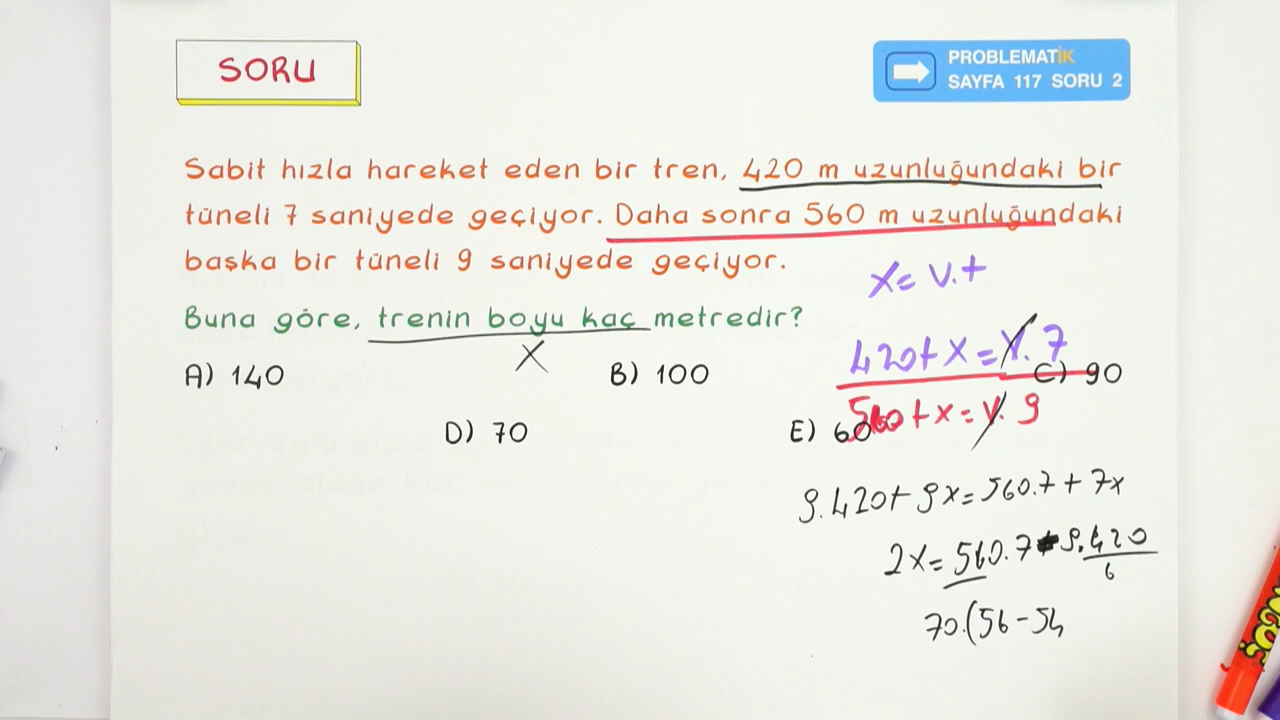 SORU
PROBLEMATİK
SAYFA 117 SORU 2
Sabit hızla hareket eden bir tren, 420 m uzunluğundaki bir
tüneli 7 saniyede geçiyor. Daha sonra 560 m uzunluğundaki
başka bir tüneli 9 saniyede geçiyor.
x= v.t
Buna göre, trenin boyu kaç metredir?
x
420+x=v.7
A) 140
B) 100
C) 90
560+x=v.9
D) 70
E) 60
9.420+9x=560.7+7x
2x=560.7-9.420
6
70.(56-54